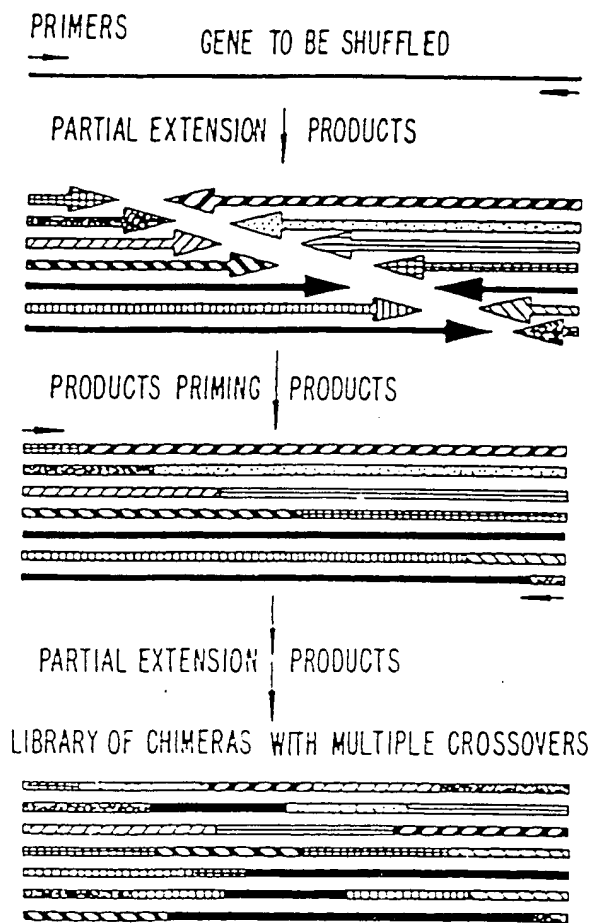 PRIMERS
GENE TO BE SHUFFLED
PARTIAL EXTENSION PRODUCTS
PRODUCTS PRIMING PRODUCTS
PARTIAL EXTENSION PRODUCTS
LIBRARY OF CHIMERAS WITH MULTIPLE CROSSOVERS